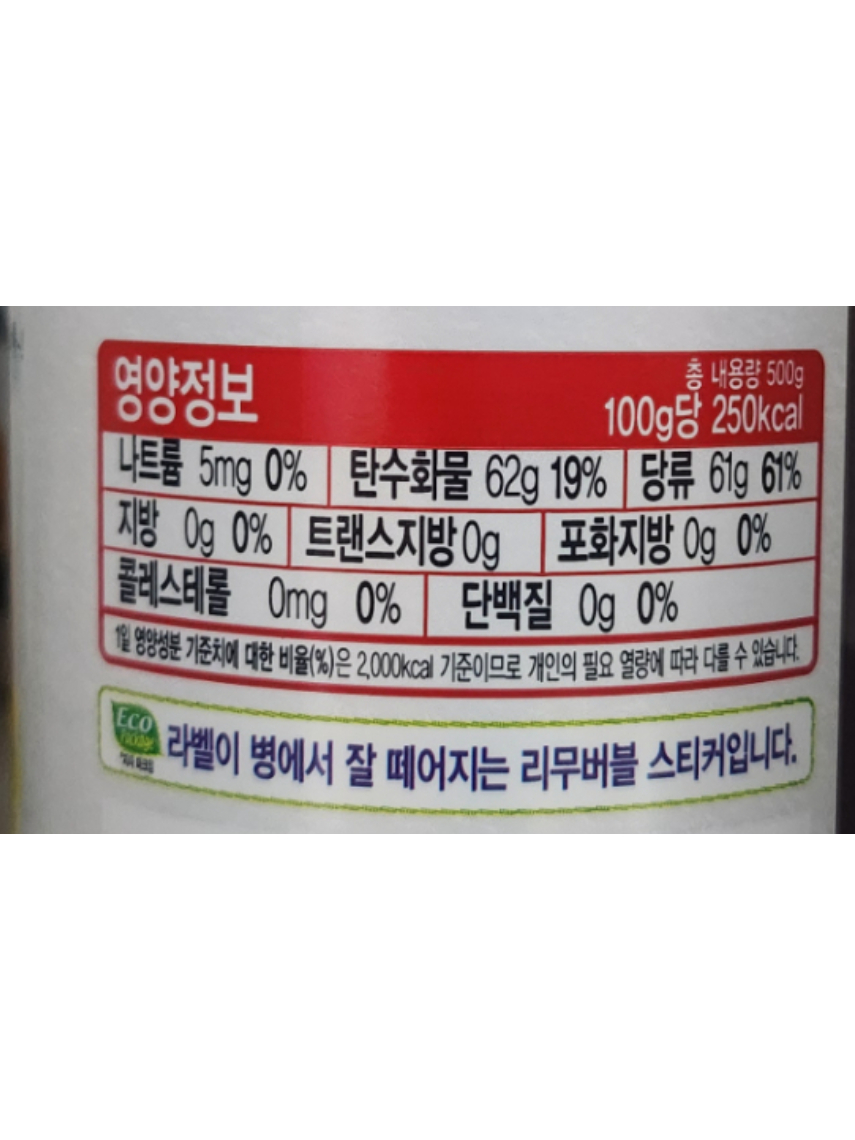 영양정보
총 내용량 500g
100g당 250kcal
나트륨 5mg 0% 탄수화물 62g 19% 당류 61g 61%
지방 0g 0% 트랜스지방 0g 포화지방 0g 0%
콜레스테롤 0mg 0% 단백질 0g 0%
1일 영양성분 기준치에 대한 비율(%)은 2,000kcal 기준이므로 개인의 필요 열량에 따라 다를 수 있습니다.
Eco
라벨이 병에서 잘 떼어지는 리무버블 스티커입니다.